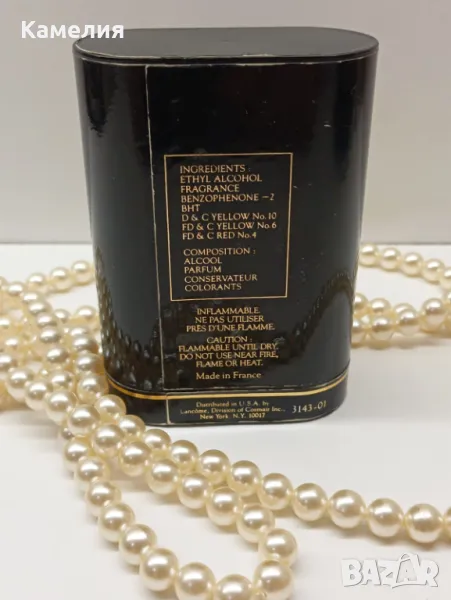 Камелия
INGREDIENTS :
ETHYL ALCOHOL
FRAGRANCE
BENZOPHENONE –2
BHT
D & C YELLOW No. 10
FD & C YELLOW No. 6
FD & C RED No. 4
COMPOSITION :
ALCOOL
PARFUM
CONSERVATEUR
COLORANTS
INFLAMMABLE.
NE PAS UTILISER
PRÈS D'UNE FLAMME.
CAUTION :
FLAMMABLE UNTIL DRY.
DO NOT USE NEAR FIRE,
FLAME OR HEAT.
Made in France
Distributed in U.S.A. by
Lancôme, Division of Cosmair Inc.,
New York, N.Y. 10017
3143-01
BAZAR